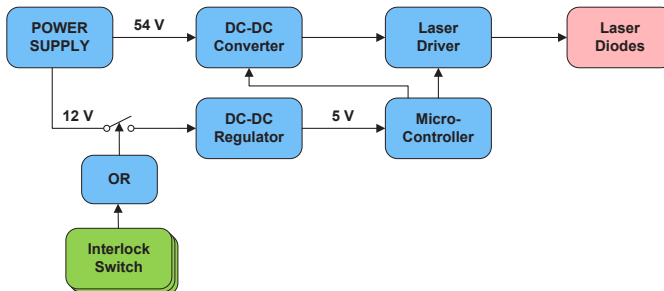 POWER
SUPPLY
54 V
DC-DC
Converter
Laser
Driver
Laser
Diodes
12 V
DC-DC
Regulator
5 V
Micro-
Controller
OR
Interlock
Switch